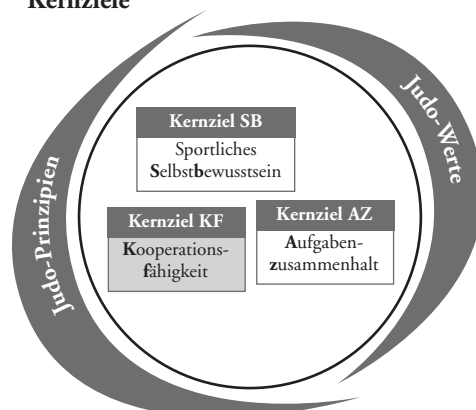 Kernziele
Judo-Werte
Judo-Prinzipien
Kernziel SB
Sportliches
Selbstbewusstsein
Kernziel KF
Kooperations-
fähigkeit
Kernziel AZ
Aufgaben-
zusammenhalt